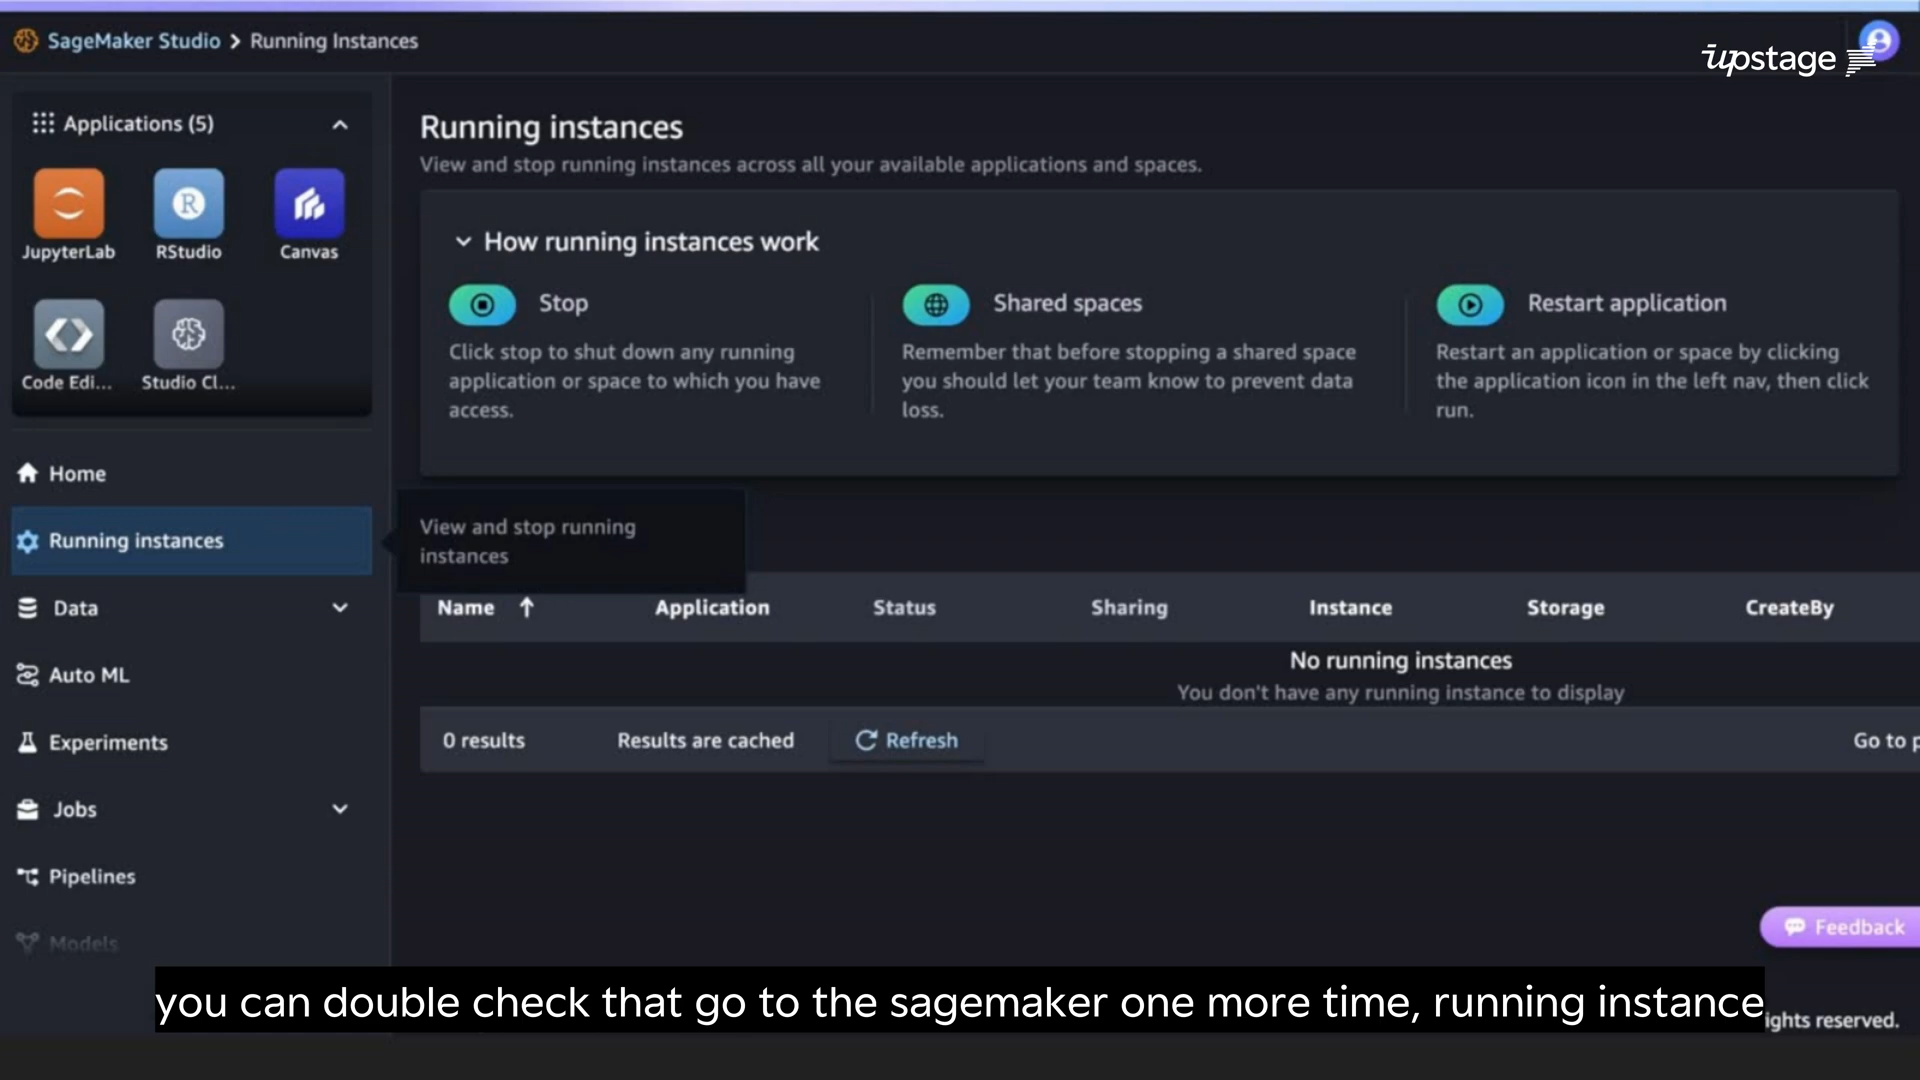 SageMaker Studio > Running Instances
upstage
Applications (5)
JupyterLab
RStudio
Canvas
Code Edi...
Studio Cl...
Home
Running instances
Data
Auto ML
Experiments
Jobs
Pipelines
Models
Running instances
View and stop running instances across all your available applications and spaces.
How running instances work
Stop
Click stop to shut down any running
application or space to which you have
access.
Shared spaces
Remember that before stopping a shared space
you should let your team know to prevent data
loss.
Restart application
Restart an application or space by clicking
the application icon in the left nav, then click
run.
View and stop running
instances
Name Application Status Sharing Instance Storage CreateBy
No running instances
You don't have any running instance to display
0 results Results are cached Refresh Go to p
Feedback
you can double check that go to the sagemaker one more time, running instance
ights reserved.